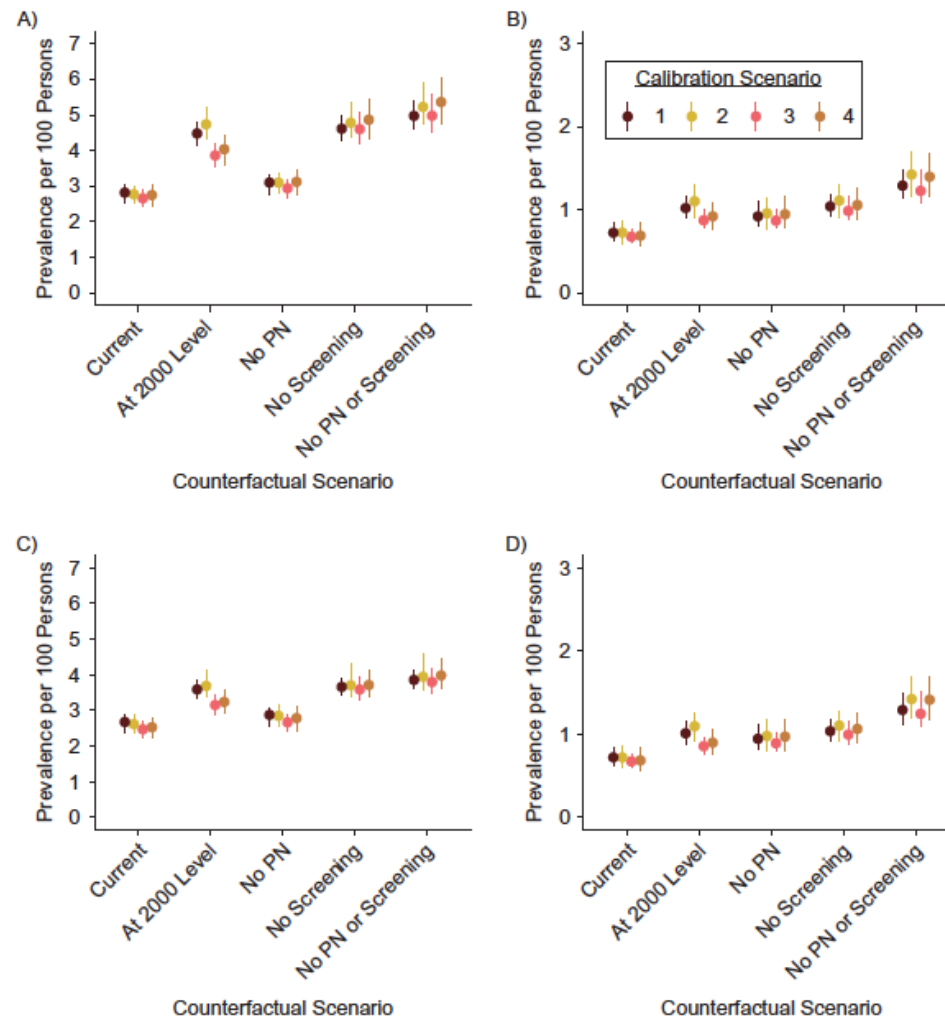 A)
Prevalence per 100 Persons
7
6
5
4
3
2
1
0
Current
At 2000 Level
No PN
No Screening
No PN or Screening
Counterfactual Scenario
B)
Prevalence per 100 Persons
3
2
1
0
Calibration Scenario
1 2 3 4
Current
At 2000 Level
No PN
No Screening
No PN or Screening
Counterfactual Scenario
C)
Prevalence per 100 Persons
7
6
5
4
3
2
1
0
Current
At 2000 Level
No PN
No Screening
No PN or Screening
Counterfactual Scenario
D)
Prevalence per 100 Persons
3
2
1
0
Current
At 2000 Level
No PN
No Screening
No PN or Screening
Counterfactual Scenario